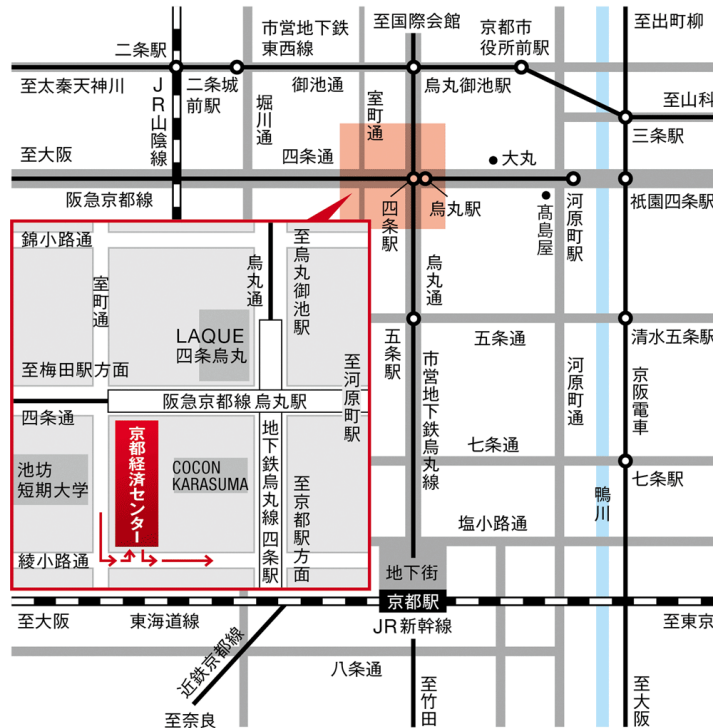 市営地下鉄
東西線
至国際会館
京都市
役所前駅
至出町柳
二条駅
至太秦天神川
二条城
前駅
御池通
烏丸御池駅
至山科
JR山陰線
堀川通
室町通
三条駅
至大阪
四条通
大丸
阪急京都線
四条駅
烏丸駅
髙島屋
河原町駅
祇園四条駅
錦小路通
室町通
烏丸通
至烏丸御池駅
烏丸通
LAQUE
四条烏丸
五条駅
五条通
清水五条駅
至梅田駅方面
至河原町駅
市営地下鉄烏丸線
河原町通
京阪電車
阪急京都線 烏丸駅
四条通
京都経済センター
地下鉄烏丸線 四条駅
七条通
池坊
短期大学
COCON
KARASUMA
至京都駅方面
七条駅
鴨川
塩小路通
綾小路通
地下街
京都駅
至大阪
東海道線
JR新幹線
至東京
近鉄京都線
八条通
至奈良
至竹田
至大阪